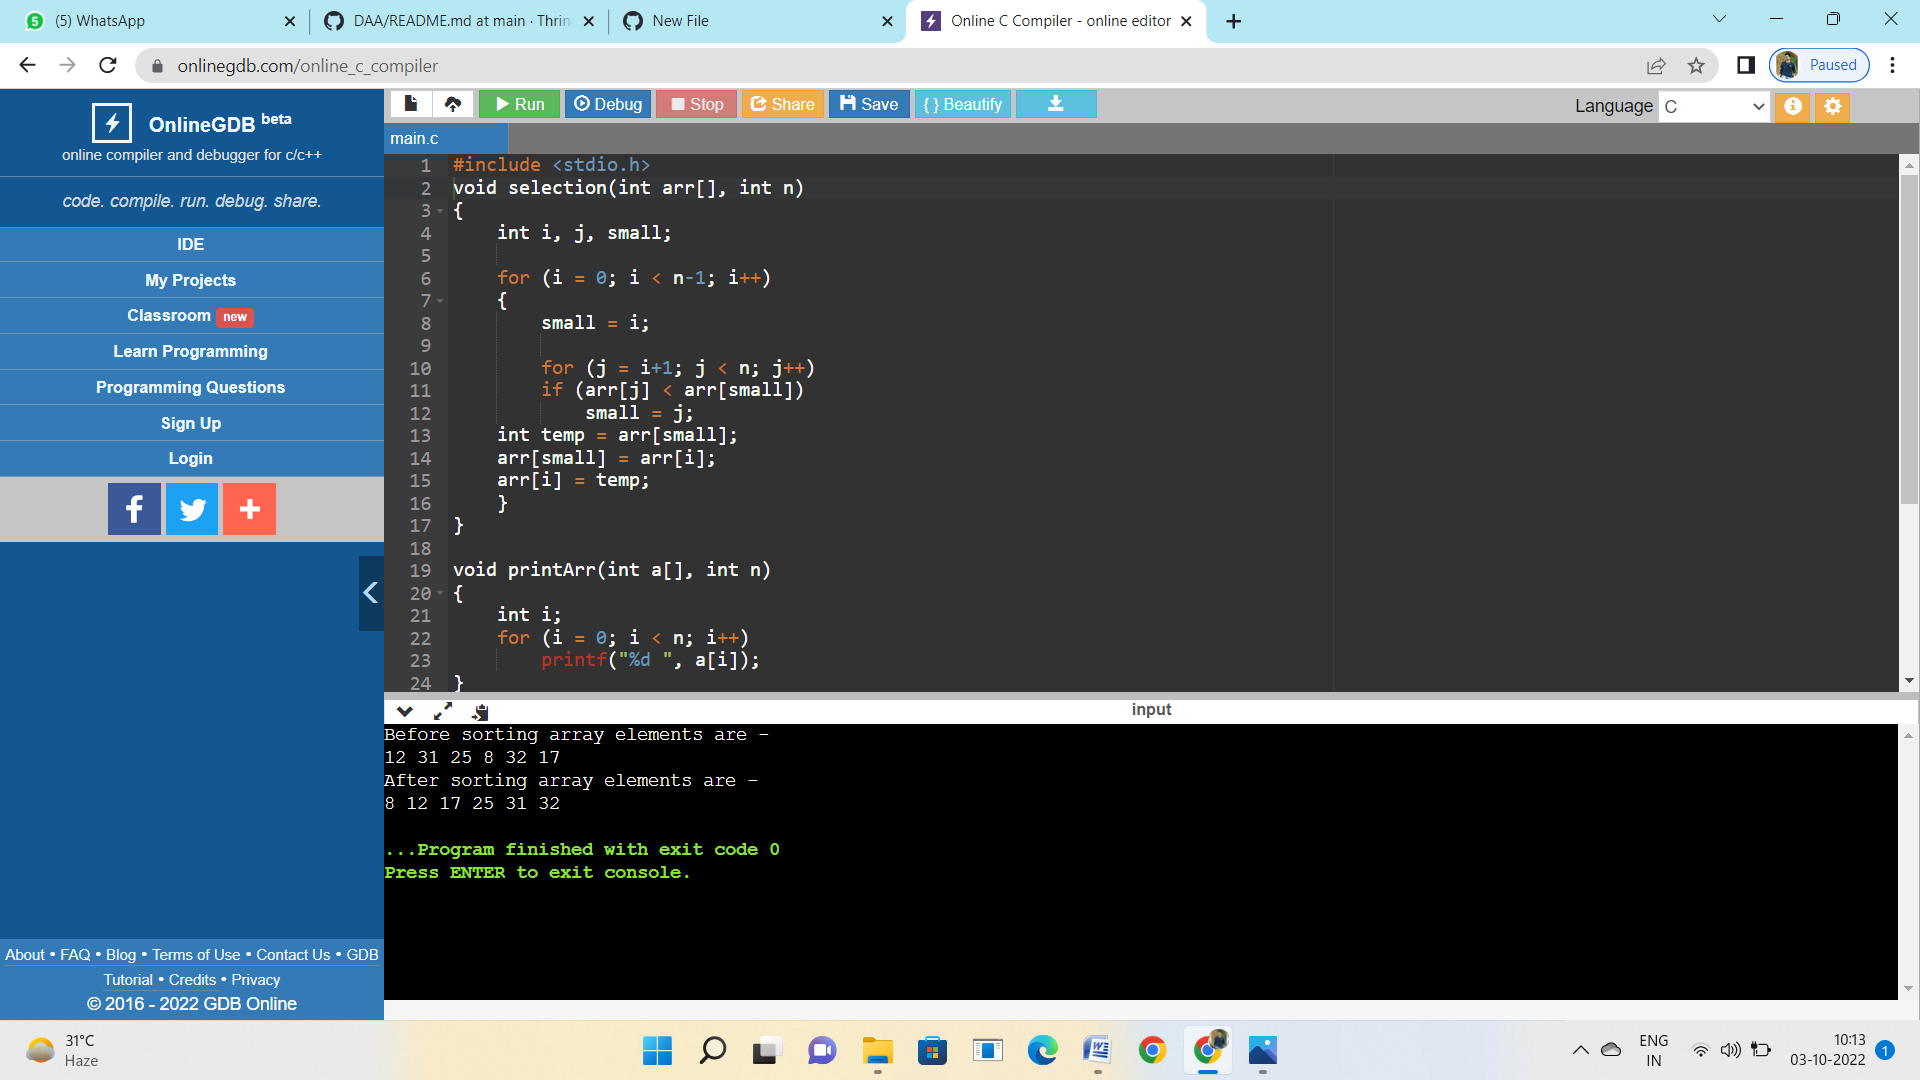 (5) WhatsApp
DAA/README.md at main · Thrin
New File
Online C Compiler - online editor
onlinegdb.com/online_c_compiler
Paused
OnlineGDB beta
online compiler and debugger for c/c++
code. compile. run. debug. share.
IDE
My Projects
Classroom new
Learn Programming
Programming Questions
Sign Up
Login
About • FAQ • Blog • Terms of Use • Contact Us • GDB
Tutorial • Credits • Privacy
© 2016 - 2022 GDB Online
Run Debug Stop Share Save { } Beautify
Language C
main.c
1 #include <stdio.h>
2 void selection(int arr[], int n)
3 {
4 int i, j, small;
5
6 for (i = 0; i < n-1; i++)
7 {
8 small = i;
9
10 for (j = i+1; j < n; j++)
11 if (arr[j] < arr[small])
12 small = j;
13 int temp = arr[small];
14 arr[small] = arr[i];
15 arr[i] = temp;
16 }
17 }
18
19 void printArr(int a[], int n)
20 {
21 int i;
22 for (i = 0; i < n; i++)
23 printf("%d ", a[i]);
24 }
input
Before sorting array elements are -
12 31 25 8 32 17
After sorting array elements are -
8 12 17 25 31 32
...Program finished with exit code 0
Press ENTER to exit console.
31°C
Haze
ENG
IN
10:13
03-10-2022
1